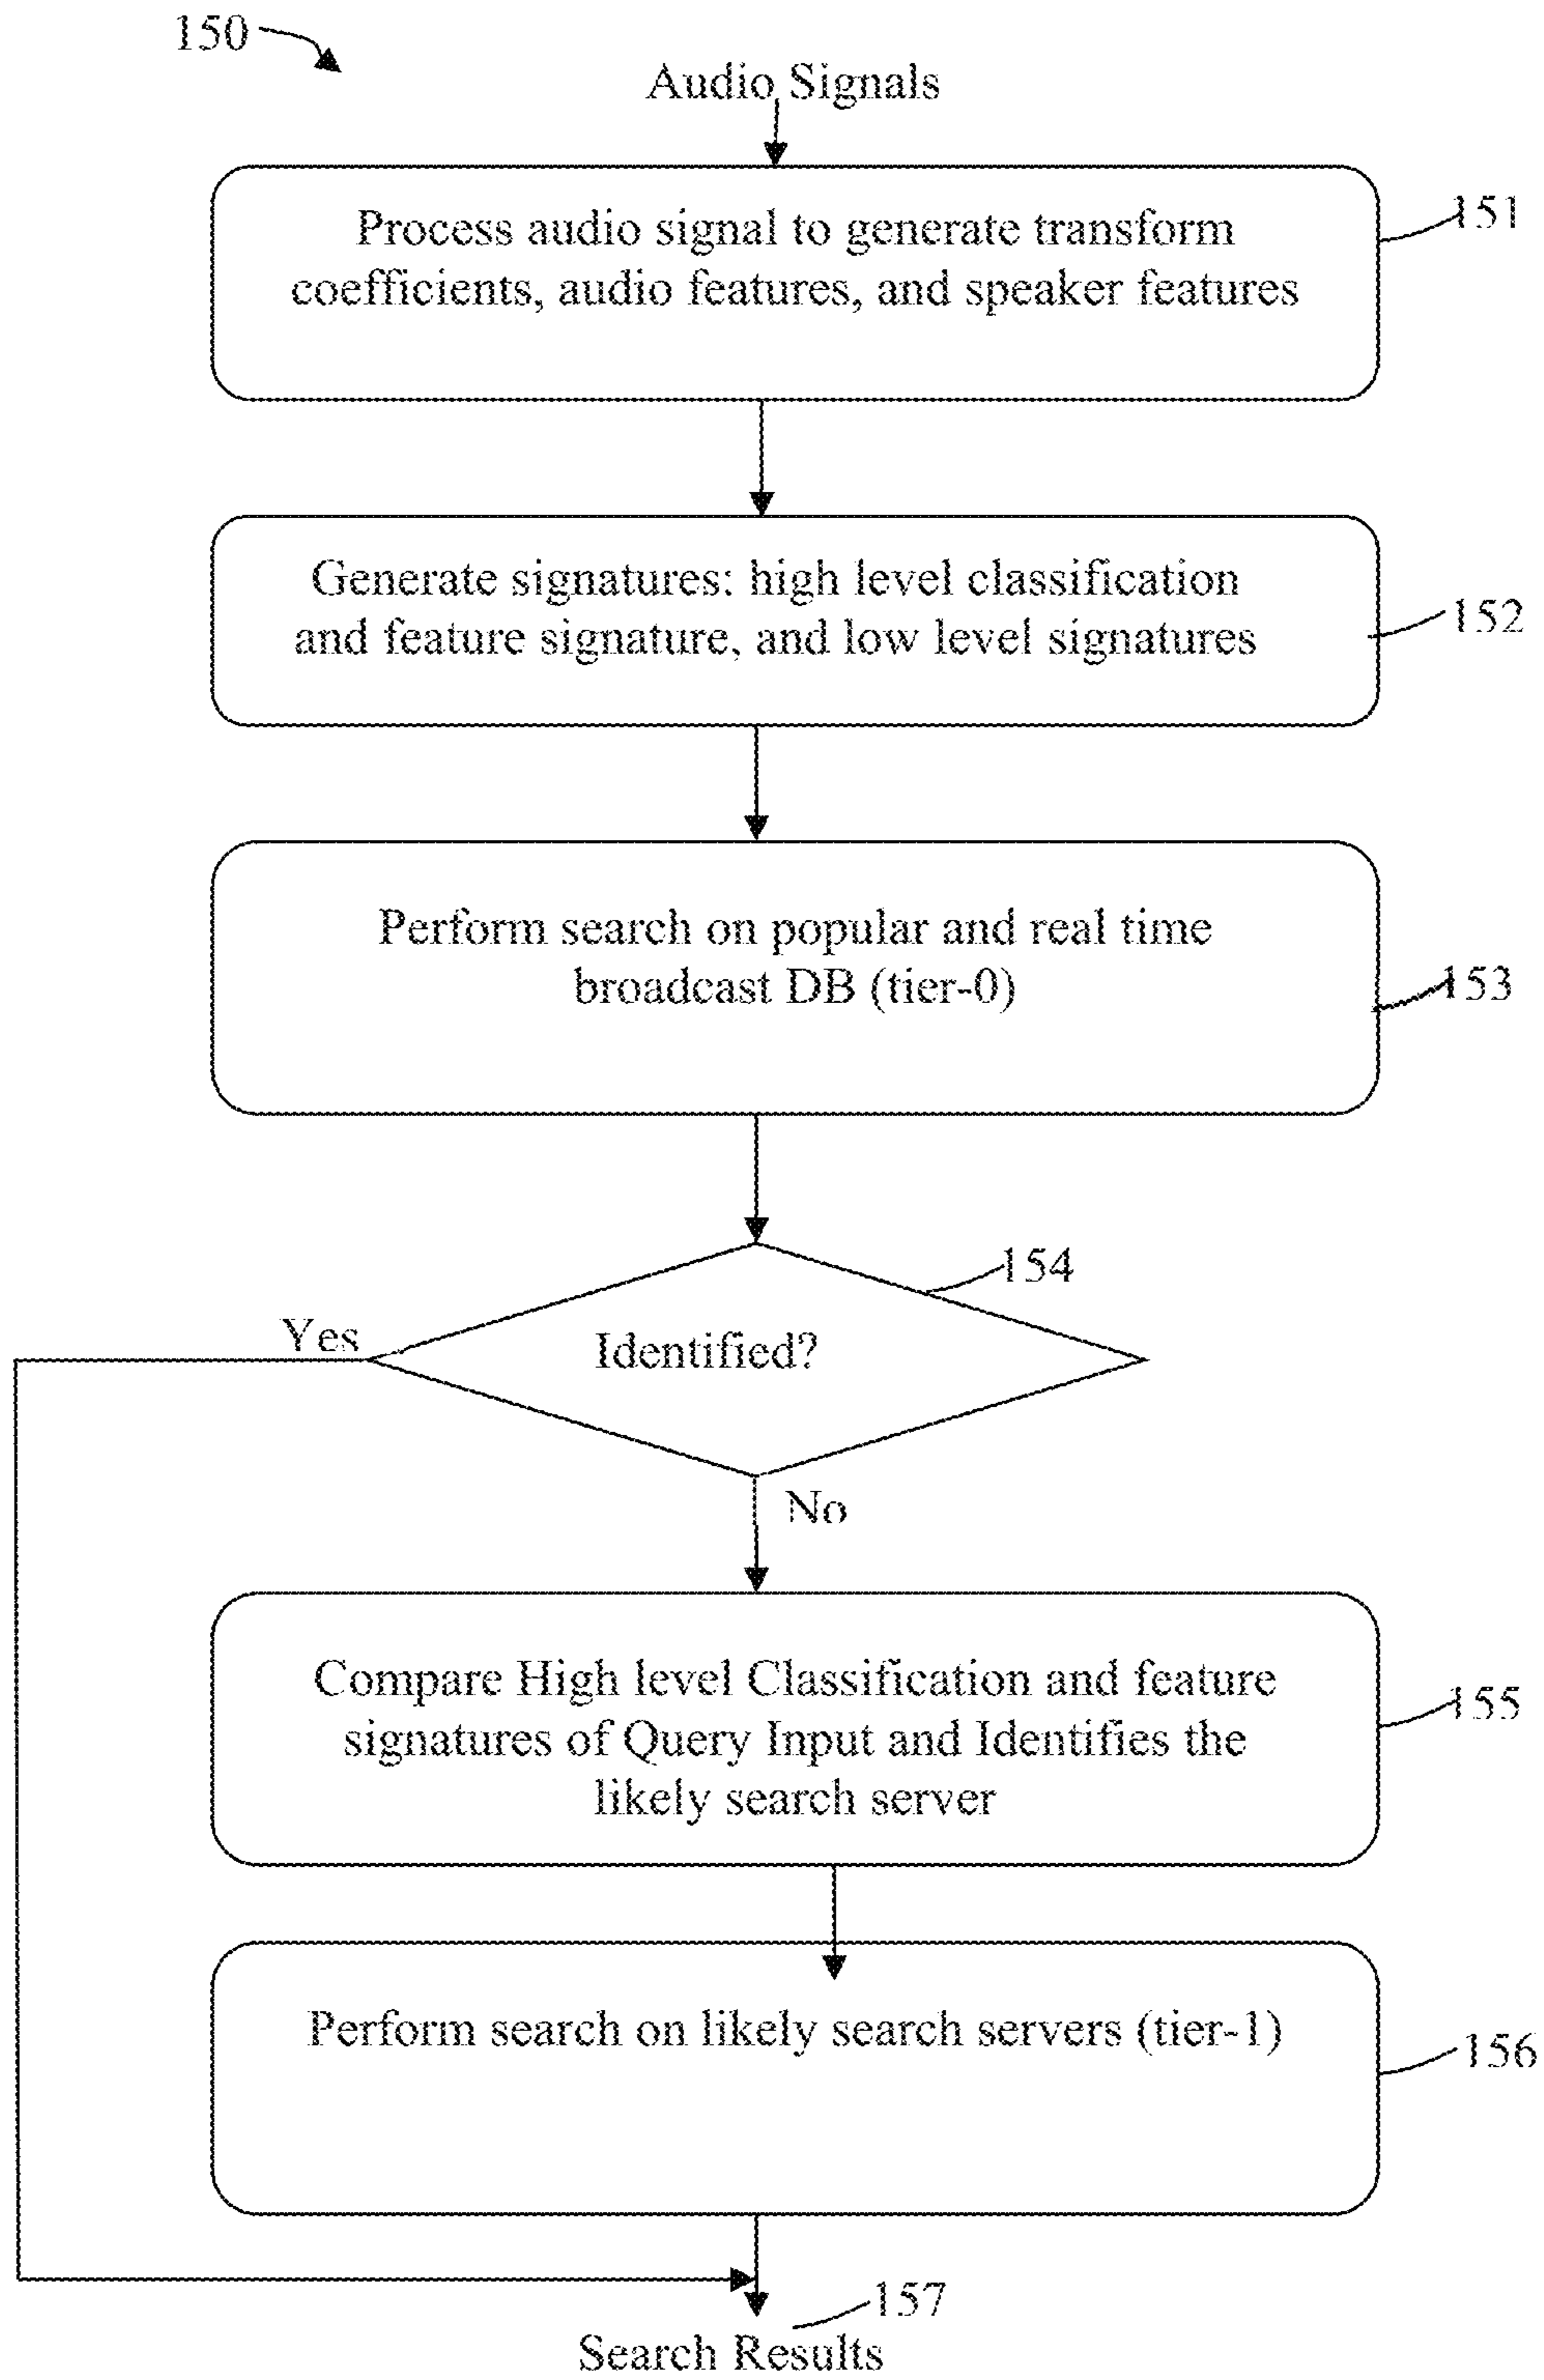 150
Audio Signals
Process audio signal to generate transform
coefficients, audio features, and speaker features
151
Generate signatures: high level classification
and feature signature, and low level signatures
152
Perform search on popular and real time
broadcast DB (tier-0)
153
154
Yes
Identified?
No
Compare High level Classification and feature
signatures of Query Input and Identifies the
likely search server
155
Perform search on likely search servers (tier-1)
156
157
Search Results